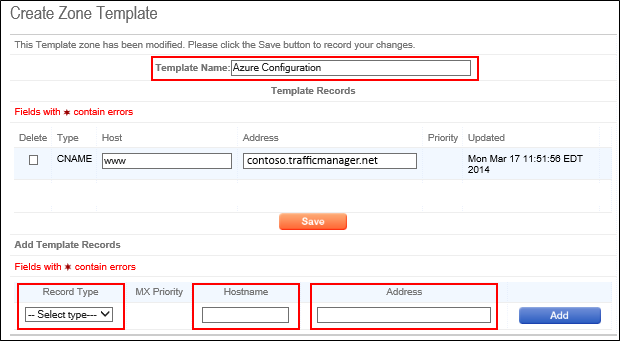 Create Zone Template
This Template zone has been modified. Please click the Save button to record your changes.
Template Name: Azure Configuration
Template Records
Fields with * contain errors
Delete Type Host Address Priority Updated
CNAME www contoso.trafficmanager.net Mon Mar 17 11:51:56 EDT
2014
Save
Add Template Records
Fields with * contain errors
Record Type MX Priority Hostname Address
-- Select type--- Add